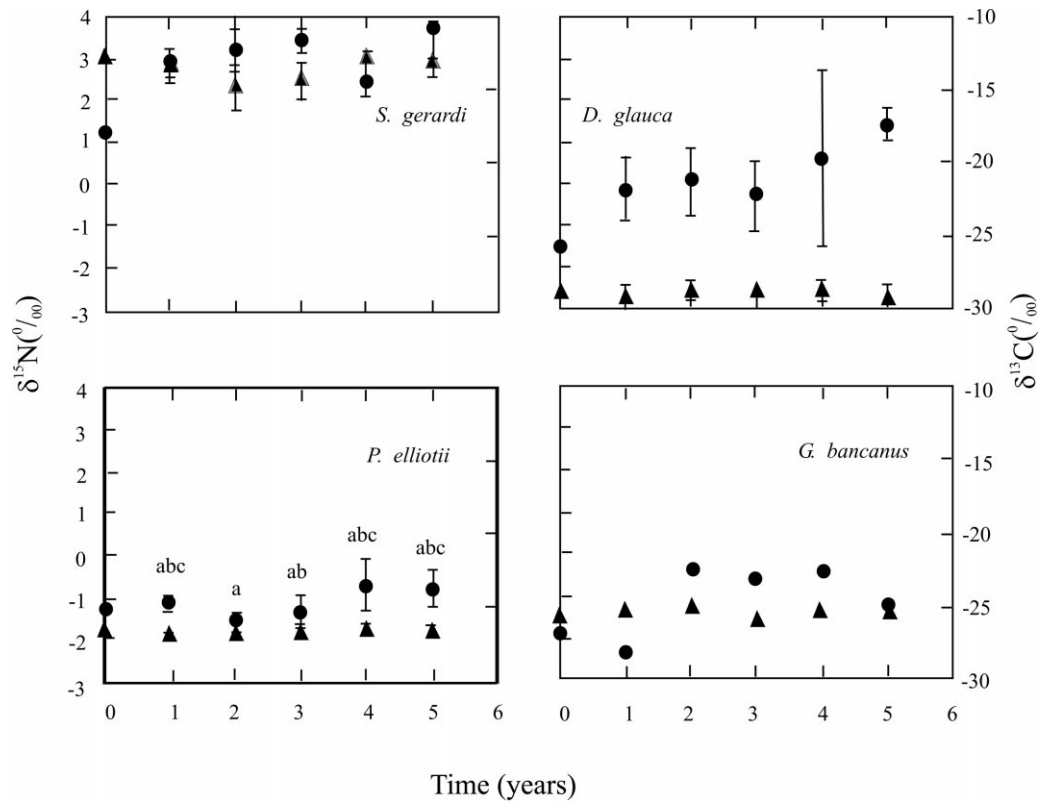 4
3
2
1
0
-1
-2
-3
S. gerardi
D. glauca
-10
-15
-20
-25
-30
δ¹⁵N(⁰/₀₀)
δ¹³C(⁰/₀₀)
4
3
2
1
0
-1
-2
-3
P. elliotii
abc
a
ab
abc
abc
G. bancanus
-10
-15
-20
-25
-30
0 1 2 3 4 5 6
0 1 2 3 4 5 6
Time (years)